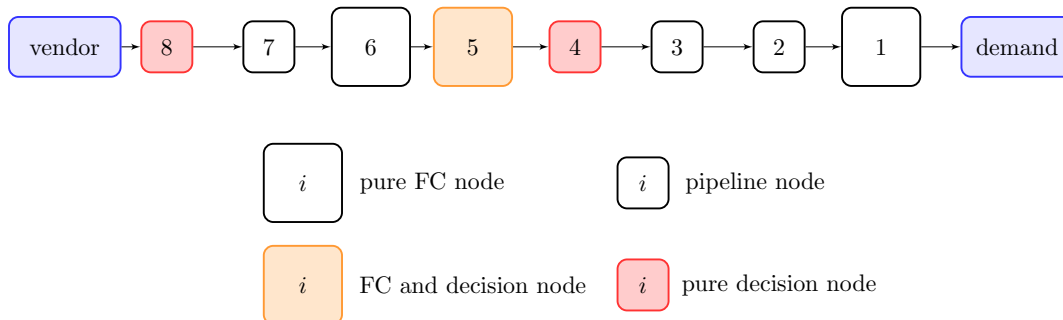 vendor 8 7 6 5 4 3 2 1 demand
i pure FC node i pipeline node
i FC and decision node i pure decision node